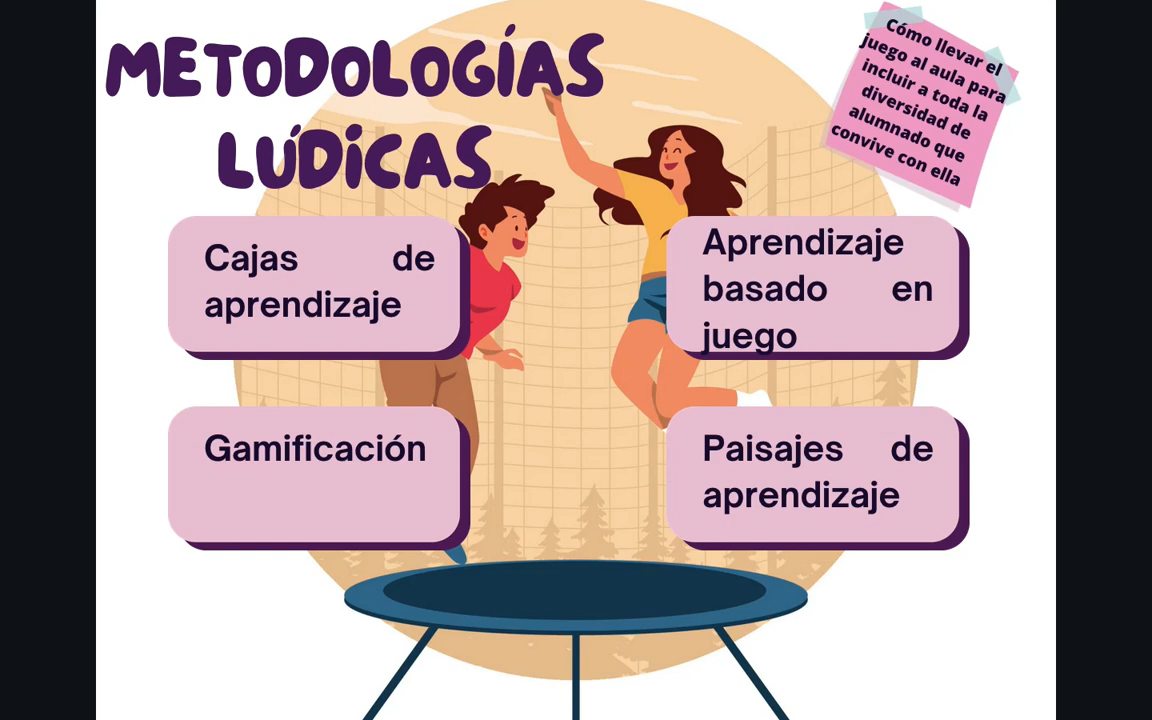 METODOLOGÍAS
LÚDICAS
Cómo llevar el
juego al aula para
incluir a toda la
diversidad de
alumnado que
convive con ella
Cajas de
aprendizaje
Aprendizaje
basado en
juego
Gamificación
Paisajes de
aprendizaje